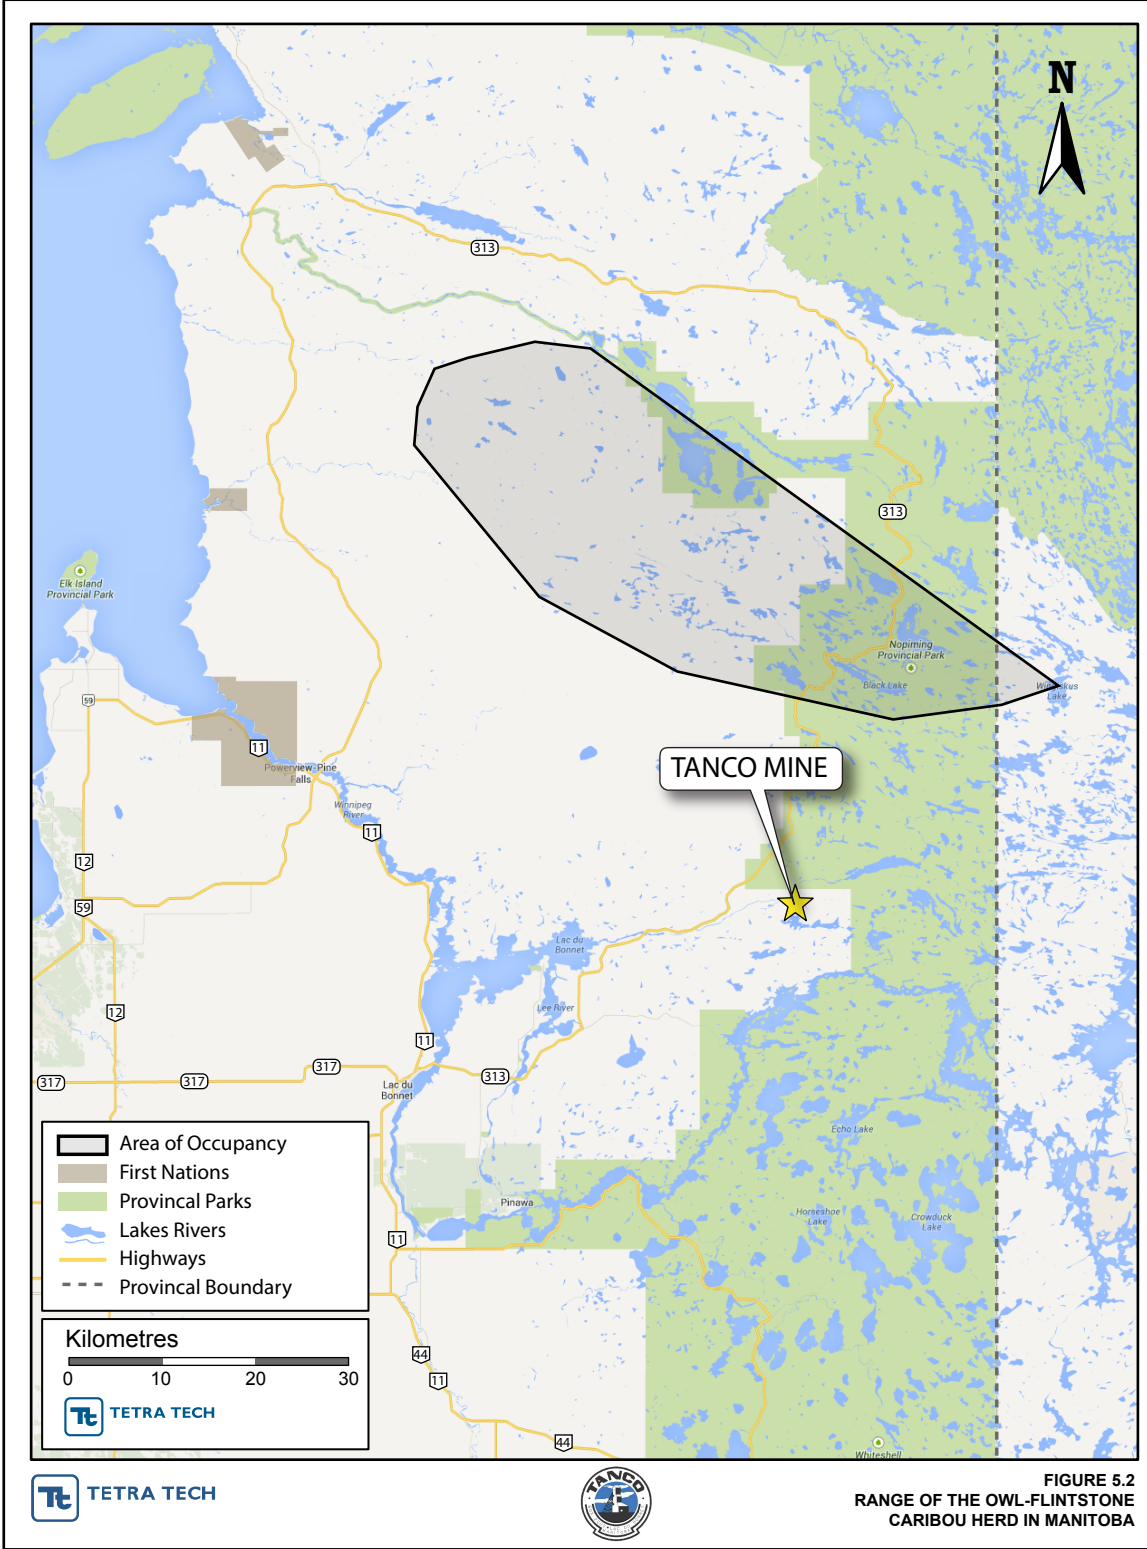 N
313
313
Elk Island
Provincial Park
Nopiming
Provincial Park
Black Lake
Lake
59
11
Powerview-Pine
Falls
TANCO MINE
Winnipeg
River
11
12
59
Lac du
Bonnet
12
Lee River
11
317
317
317
313
Lac du
Bonnet
Echo Lake
Pinawa
Horseshoe
Lake
Crowduck
Lake
11
44
11
44
Whiteshell
Area of Occupancy
First Nations
Provincal Parks
Lakes Rivers
Highways
Provincal Boundary
Kilometres
0 10 20 30
Tt TETRA TECH
Tt TETRA TECH
TANCO
FIGURE 5.2
RANGE OF THE OWL-FLINTSTONE
CARIBOU HERD IN MANITOBA